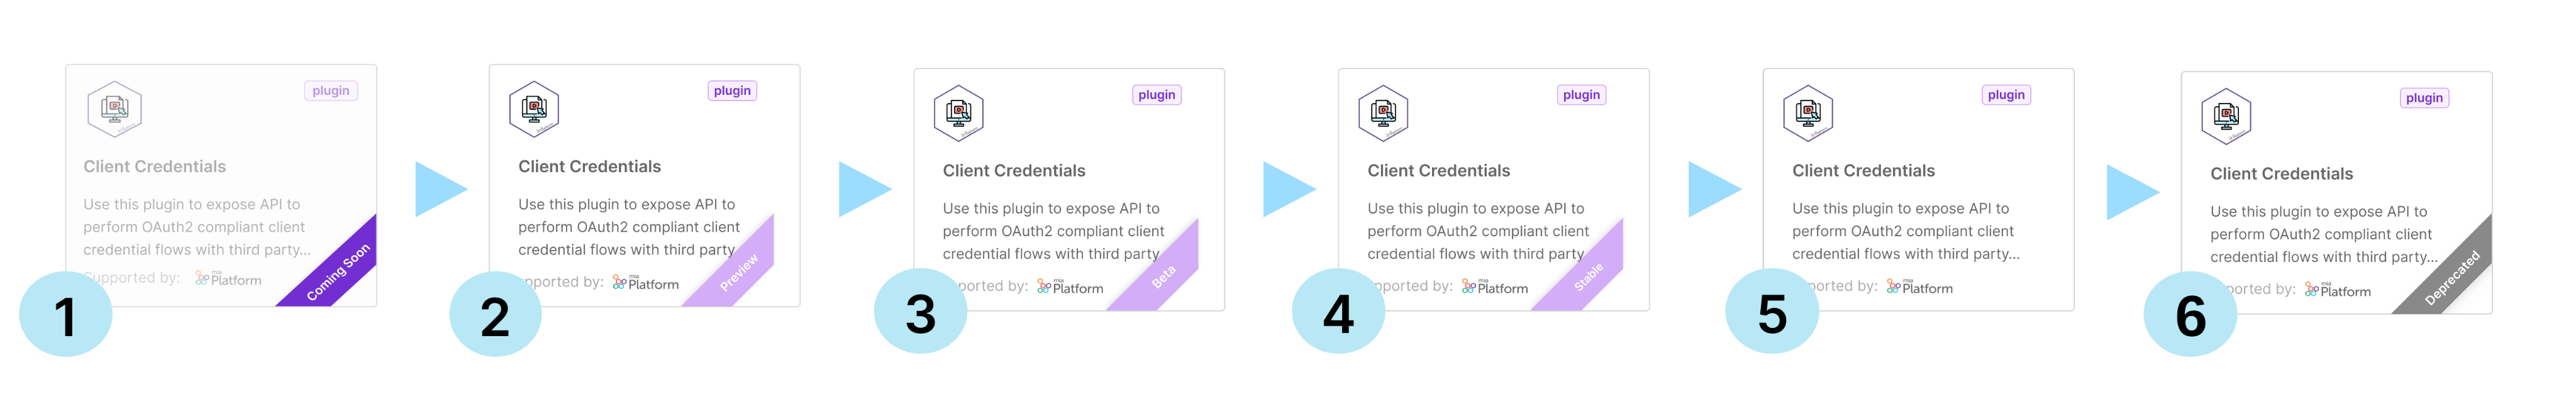 plugin
Client Credentials
Use this plugin to expose API to
perform OAuth2 compliant client
credential flows with third party...
Supported by: mia Platform
Coming Soon
1
plugin
Client Credentials
Use this plugin to expose API to
perform OAuth2 compliant client
credential flows with third party
pported by: mia Platform
Preview
2
plugin
Client Credentials
Use this plugin to expose API to
perform OAuth2 compliant client
credential flows with third party
ported by: mia Platform
Beta
3
plugin
Client Credentials
Use this plugin to expose API to
perform OAuth2 compliant client
credential flows with third party
pported by: mia Platform
Stable
4
plugin
Client Credentials
Use this plugin to expose API to
perform OAuth2 compliant client
credential flows with third party...
pported by: mia Platform
5
plugin
Client Credentials
Use this plugin to expose API to
perform OAuth2 compliant client
credential flows with third party...
ported by: mia Platform
Deprecated
6